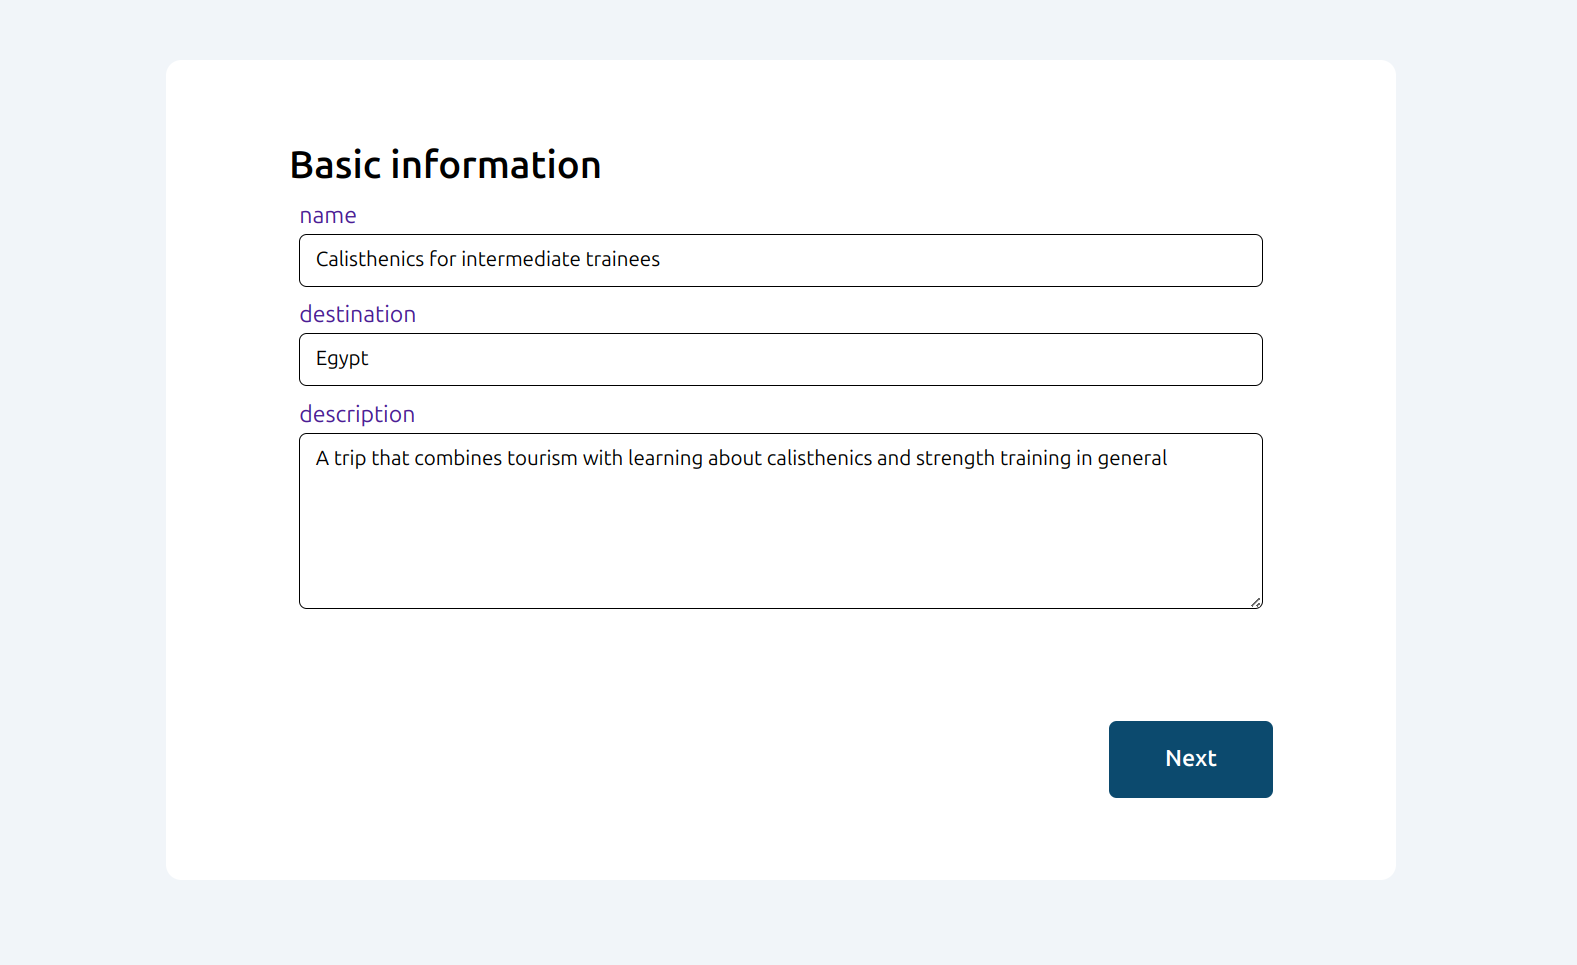 Basic information
name
Calisthenics for intermediate trainees
destination
Egypt
description
A trip that combines tourism with learning about calisthenics and strength training in general
Next